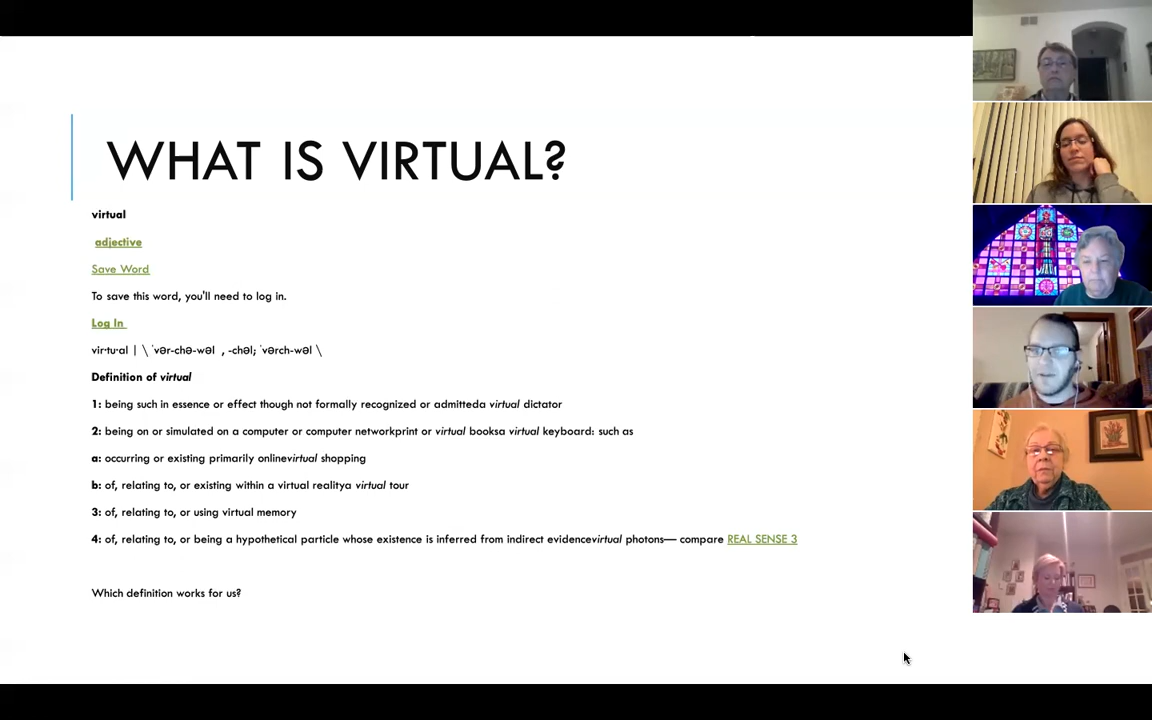 WHAT IS VIRTUAL?
virtual
adjective
Save Word
To save this word, you'll need to log in.
Log In
vir·tu·al | \ ˈvər-chə-wəl , -chəl; ˈvərch-wəl \
Definition of virtual
1: being such in essence or effect though not formally recognized or admitteda virtual dictator
2: being on or simulated on a computer or computer networkprint or virtual booksa virtual keyboard: such as
a: occurring or existing primarily onlinevirtual shopping
b: of, relating to, or existing within a virtual realitya virtual tour
3: of, relating to, or using virtual memory
4: of, relating to, or being a hypothetical particle whose existence is inferred from indirect evidencevirtual photons— compare REAL SENSE 3
Which definition works for us?